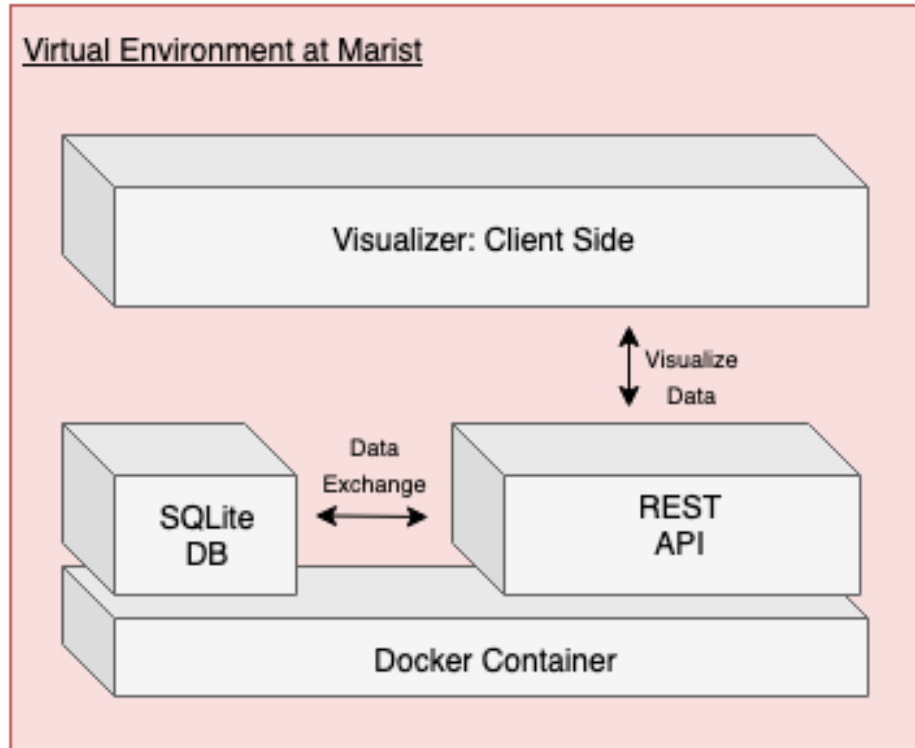 Virtual Environment at Marist
Visualizer: Client Side
Visualize
Data
Data
Exchange
SQLite
DB
REST
API
Docker Container